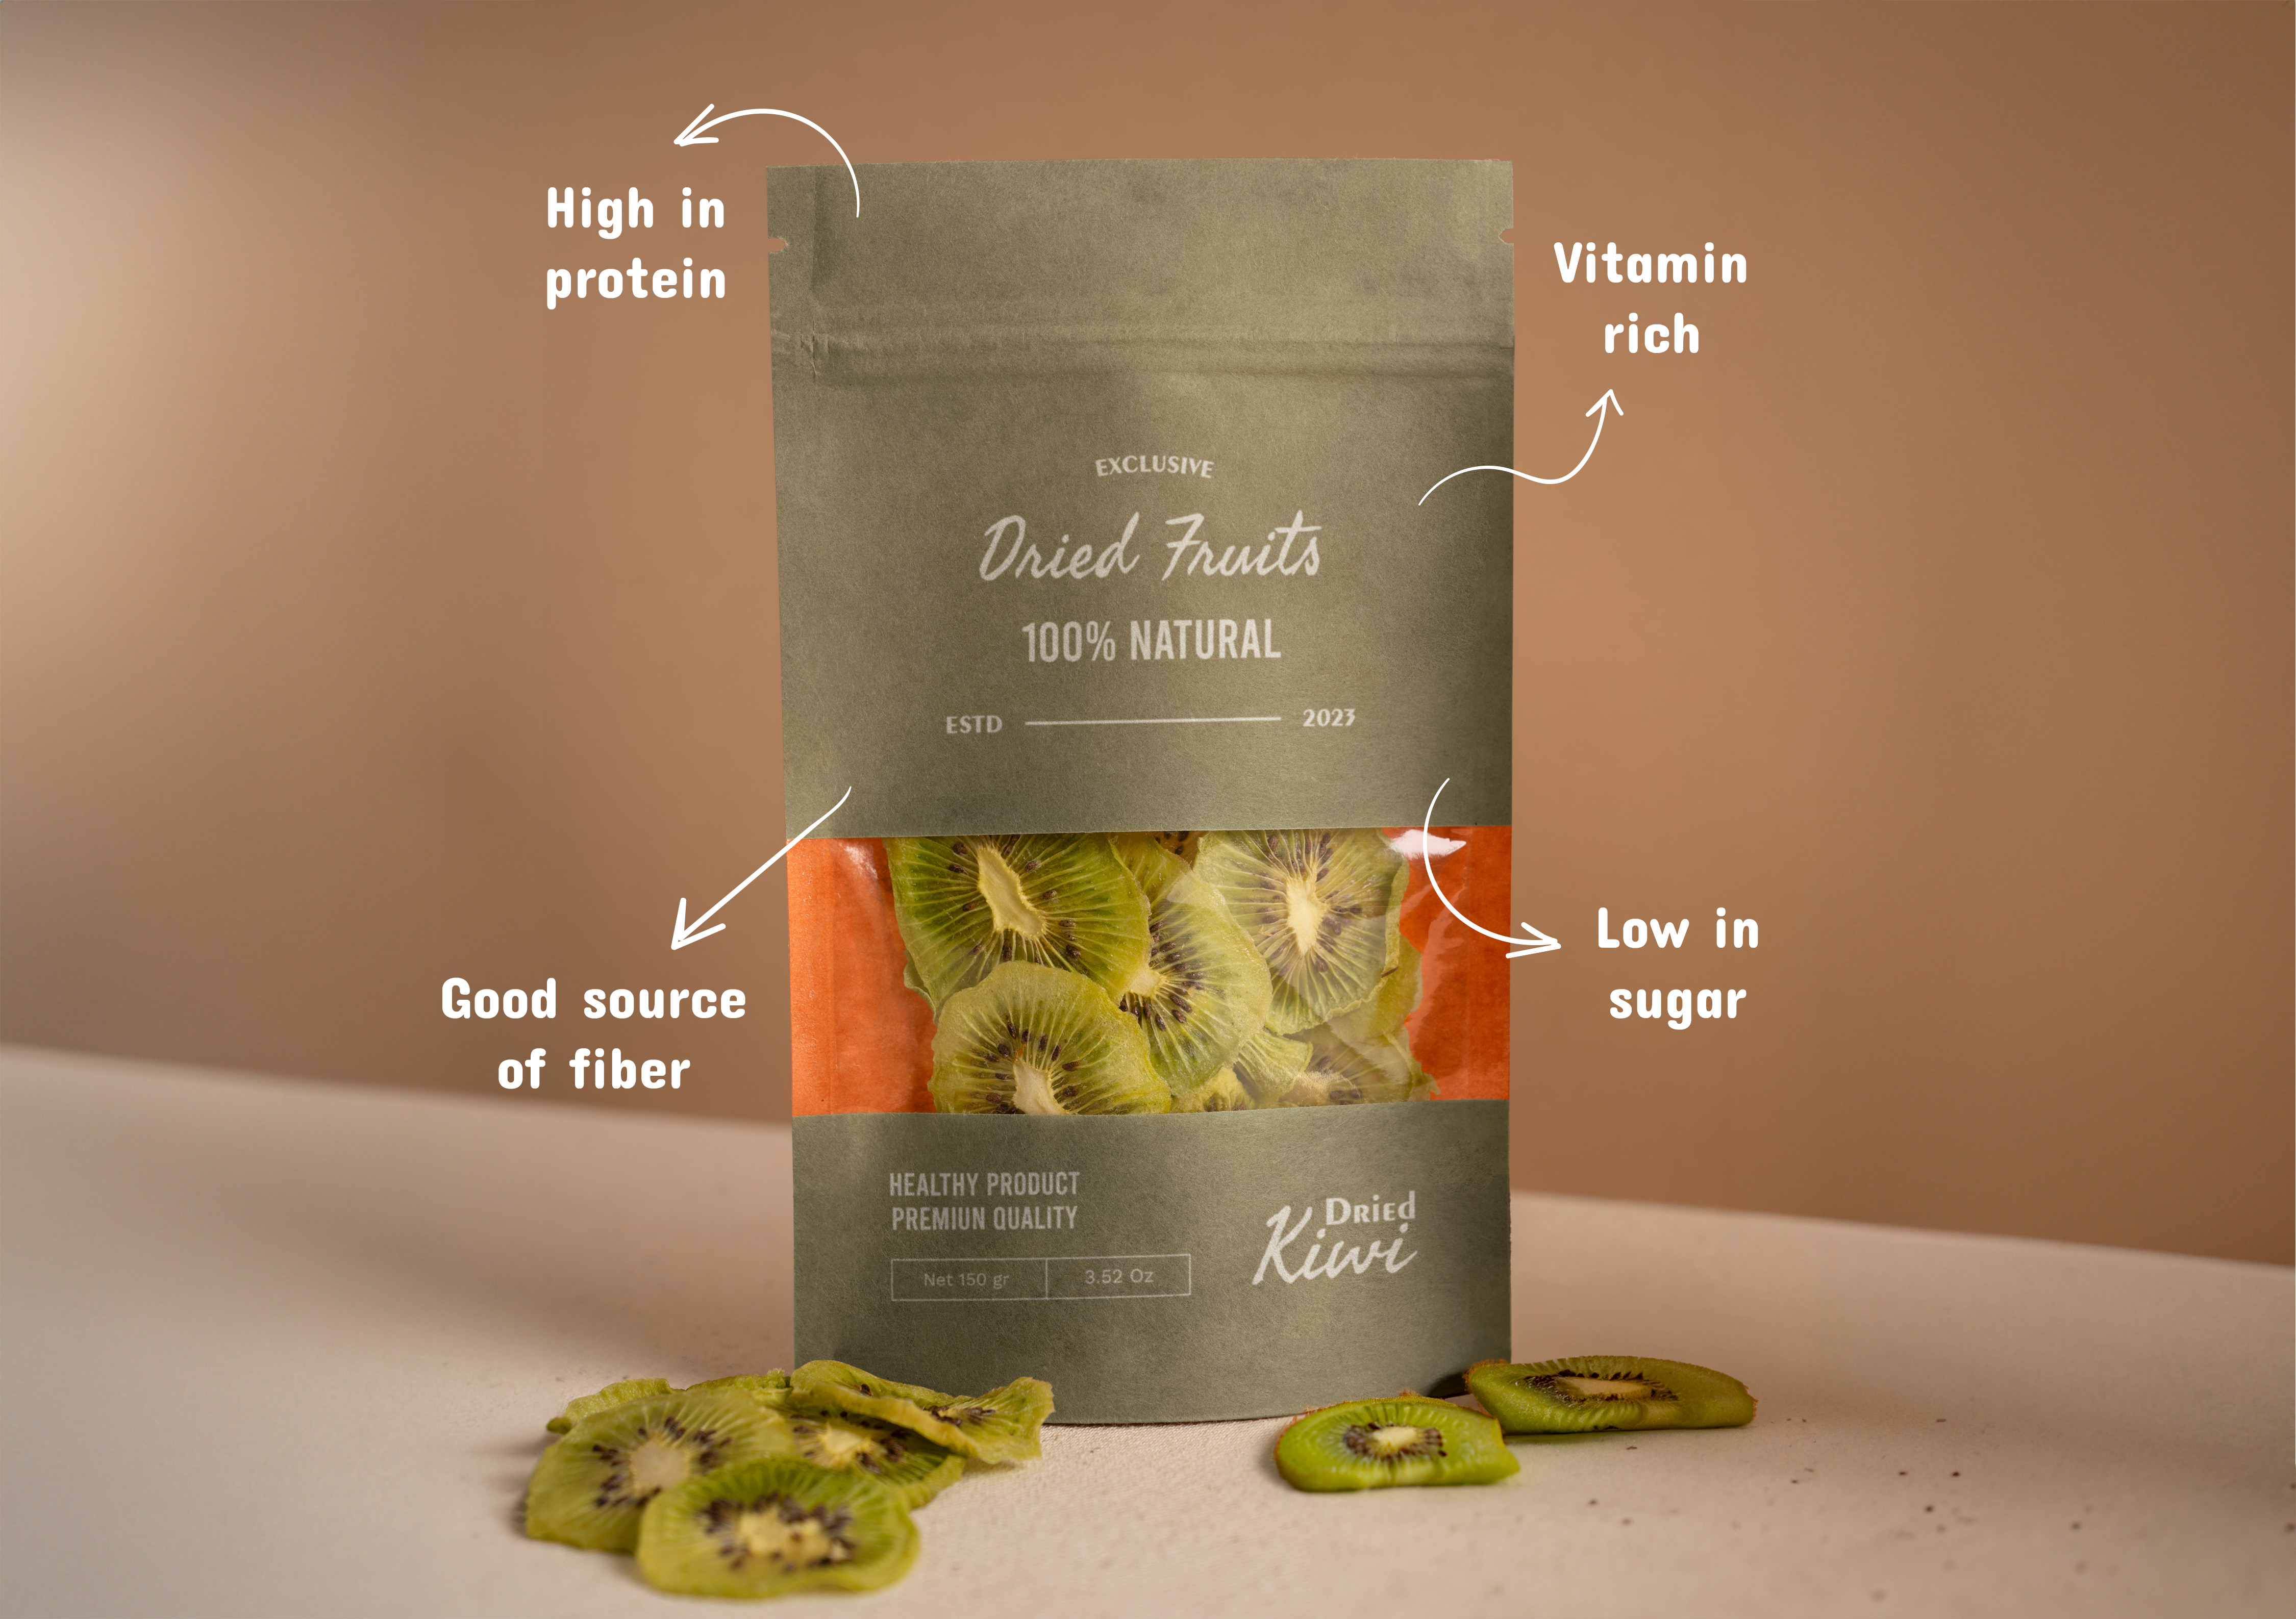 High in
protein
Vitamin
rich
EXCLUSIVE
Dried Fruits
100% NATURAL
ESTD 2023
Good source
of fiber
Low in
sugar
HEALTHY PRODUCT
PREMIUN QUALITY
Net 150 gr 3.52 Oz
Dried
Kiwi